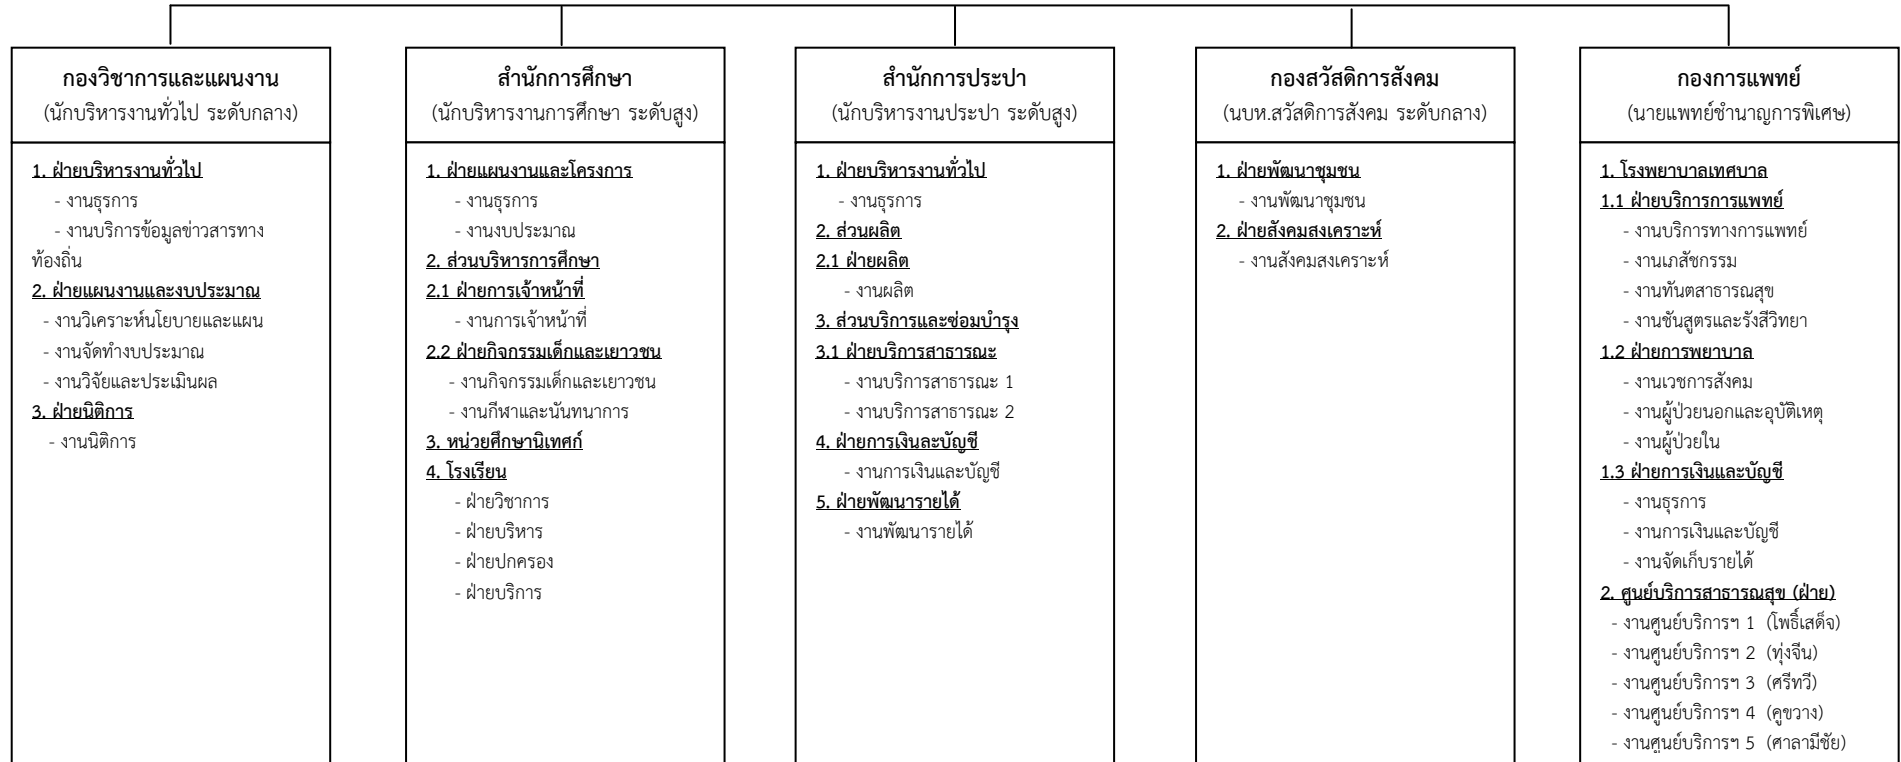 กองวิชาการและแผนงาน
(นักบริหารงานทั่วไป ระดับกลาง)
1. ฝ่ายบริหารงานทั่วไป
- งานธุรการ
- งานบริการข้อมูลข่าวสารทาง
ท้องถิ่น
2. ฝ่ายแผนงานและงบประมาณ
- งานวิเคราะห์นโยบายและแผน
- งานจัดทำงบประมาณ
- งานวิจัยและประเมินผล
3. ฝ่ายนิติการ
- งานนิติการ
สำนักการศึกษา
(นักบริหารงานการศึกษา ระดับสูง)
1. ฝ่ายแผนงานและโครงการ
- งานธุรการ
- งานงบประมาณ
2. ส่วนบริหารการศึกษา
2.1 ฝ่ายการเจ้าหน้าที่
- งานการเจ้าหน้าที่
2.2 ฝ่ายกิจกรรมเด็กและเยาวชน
- งานกิจกรรมเด็กและเยาวชน
- งานกีฬาและนันทนาการ
3. หน่วยศึกษานิเทศก์
4. โรงเรียน
- ฝ่ายวิชาการ
- ฝ่ายบริหาร
- ฝ่ายปกครอง
- ฝ่ายบริการ
สำนักการประปา
(นักบริหารงานประปา ระดับสูง)
1. ฝ่ายบริหารงานทั่วไป
- งานธุรการ
2. ส่วนผลิต
2.1 ฝ่ายผลิต
- งานผลิต
3. ส่วนบริการและซ่อมบำรุง
3.1 ฝ่ายบริการสาธารณะ
- งานบริการสาธารณะ 1
- งานบริการสาธารณะ 2
4. ฝ่ายการเงินละบัญชี
- งานการเงินและบัญชี
5. ฝ่ายพัฒนารายได้
- งานพัฒนารายได้
กองสวัสดิการสังคม
(นบห.สวัสดิการสังคม ระดับกลาง)
1. ฝ่ายพัฒนาชุมชน
- งานพัฒนาชุมชน
2. ฝ่ายสังคมสงเคราะห์
- งานสังคมสงเคราะห์
กองการแพทย์
(นายแพทย์ชำนาญการพิเศษ)
1. โรงพยาบาลเทศบาล
1.1 ฝ่ายบริการการแพทย์
- งานบริการทางการแพทย์
- งานเภสัชกรรม
- งานทันตสาธารณสุข
- งานชันสูตรและรังสีวิทยา
1.2 ฝ่ายการพยาบาล
- งานเวชการสังคม
- งานผู้ป่วยนอกและอุบัติเหตุ
- งานผู้ป่วยใน
1.3 ฝ่ายการเงินและบัญชี
- งานธุรการ
- งานการเงินและบัญชี
- งานจัดเก็บรายได้
2. ศูนย์บริการสาธารณสุข (ฝ่าย)
- งานศูนย์บริการฯ 1 (โพธิ์เสด็จ)
- งานศูนย์บริการฯ 2 (ทุ่งจีน)
- งานศูนย์บริการฯ 3 (ศรีทวี)
- งานศูนย์บริการฯ 4 (คูขวาง)
- งานศูนย์บริการฯ 5 (ศาลามีชัย)